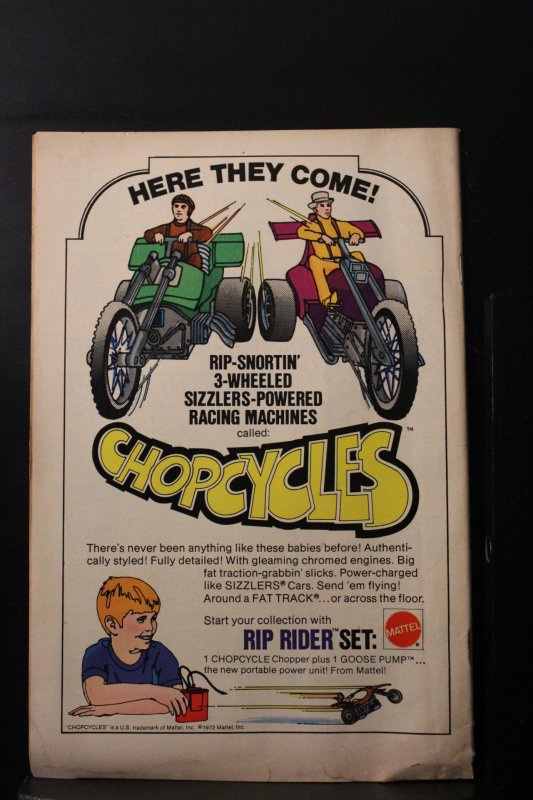 HERE THEY COME!
RIP-SNORTIN'
3-WHEELED
SIZZLERS-POWERED
RACING MACHINES
called:
CHOPCYCLES™
There's never been anything like these babies before! Authenti-
cally styled! Fully detailed! With gleaming chromed engines. Big
fat traction-grabbin' slicks. Power-charged
like SIZZLERS® Cars. Send 'em flying!
Around a FAT TRACK®...or across the floor.
Start your collection with
RIP RIDER™ SET:
MATTEL®
1 CHOPCYCLE Chopper plus 1 GOOSE PUMP™...
the new portable power unit! From Mattel!
"CHOPCYCLES" is a U.S. trademark of Mattel, Inc. ©1972 Mattel, Inc.